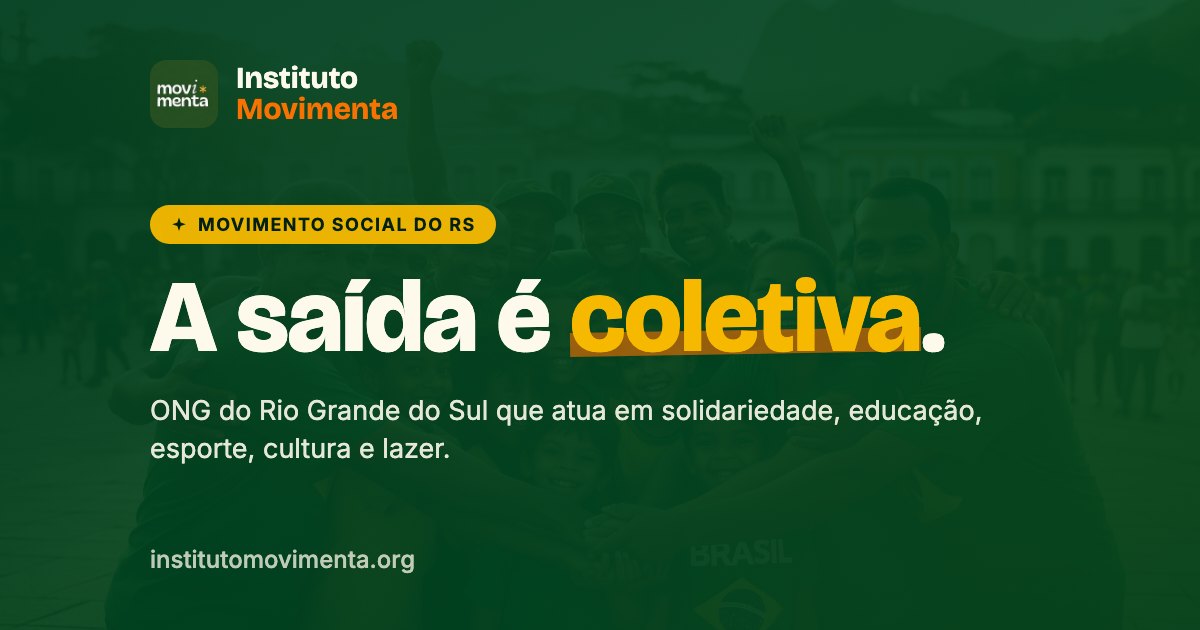 movi*
menta
Instituto
Movimenta
✦ MOVIMENTO SOCIAL DO RS
A saída é coletiva.
ONG do Rio Grande do Sul que atua em solidariedade, educação,
esporte, cultura e lazer.
institutomovimenta.org
BRASIL